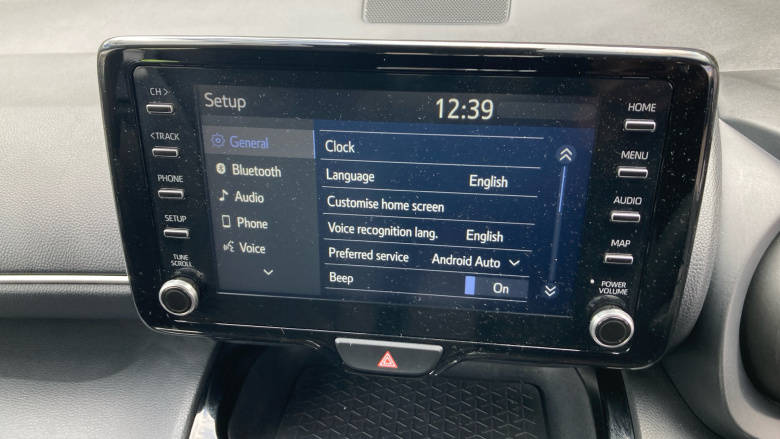 Setup 12:39
General
Bluetooth
Audio
Phone
Voice
Clock
Language English
Customise home screen
Voice recognition lang. English
Preferred service Android Auto
Beep On
CH >
< TRACK
PHONE
SETUP
TUNE
SCROLL
HOME
MENU
AUDIO
MAP
POWER
VOLUME